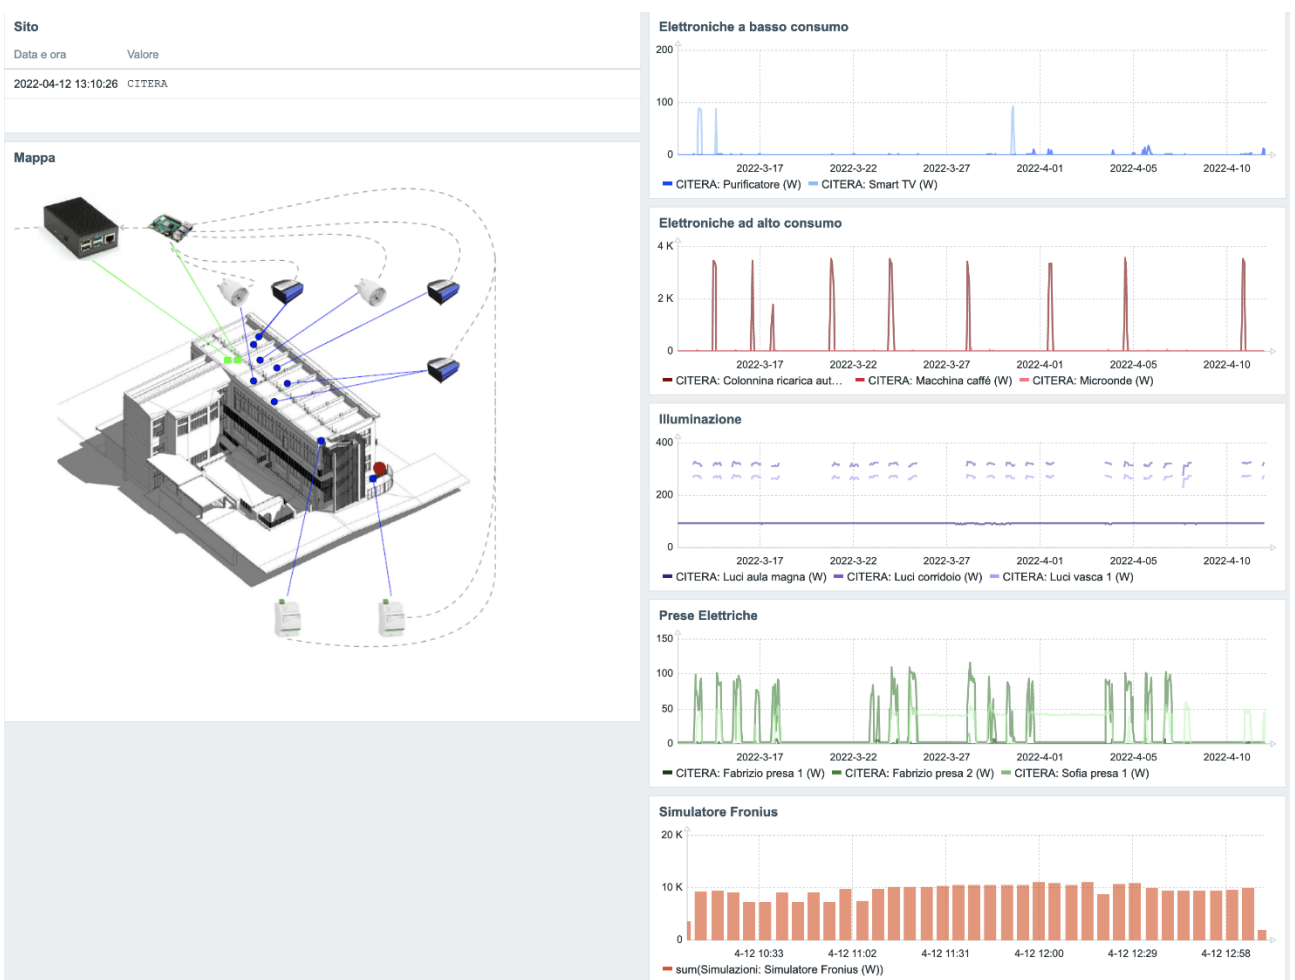 Sito
Data e ora Valore
2022-04-12 13:10:26 CITERA
Mappa
Elettroniche a basso consumo
200
100
0
2022-3-17 2022-3-22 2022-3-27 2022-4-01 2022-4-05 2022-4-10
CITERA: Purificatore (W) CITERA: Smart TV (W)
Elettroniche ad alto consumo
4 K
2 K
0
2022-3-17 2022-3-22 2022-3-27 2022-4-01 2022-4-05 2022-4-10
CITERA: Colonnina ricarica aut... CITERA: Macchina caffé (W) CITERA: Microonde (W)
Illuminazione
400
200
0
2022-3-17 2022-3-22 2022-3-27 2022-4-01 2022-4-05 2022-4-10
CITERA: Luci aula magna (W) CITERA: Luci corridoio (W) CITERA: Luci vasca 1 (W)
Prese Elettriche
150
100
50
0
2022-3-17 2022-3-22 2022-3-27 2022-4-01 2022-4-05 2022-4-10
CITERA: Fabrizio presa 1 (W) CITERA: Fabrizio presa 2 (W) CITERA: Sofia presa 1 (W)
Simulatore Fronius
20 K
10 K
0
4-12 10:33 4-12 11:02 4-12 11:31 4-12 12:00 4-12 12:29 4-12 12:58
sum(Simulazioni: Simulatore Fronius (W))